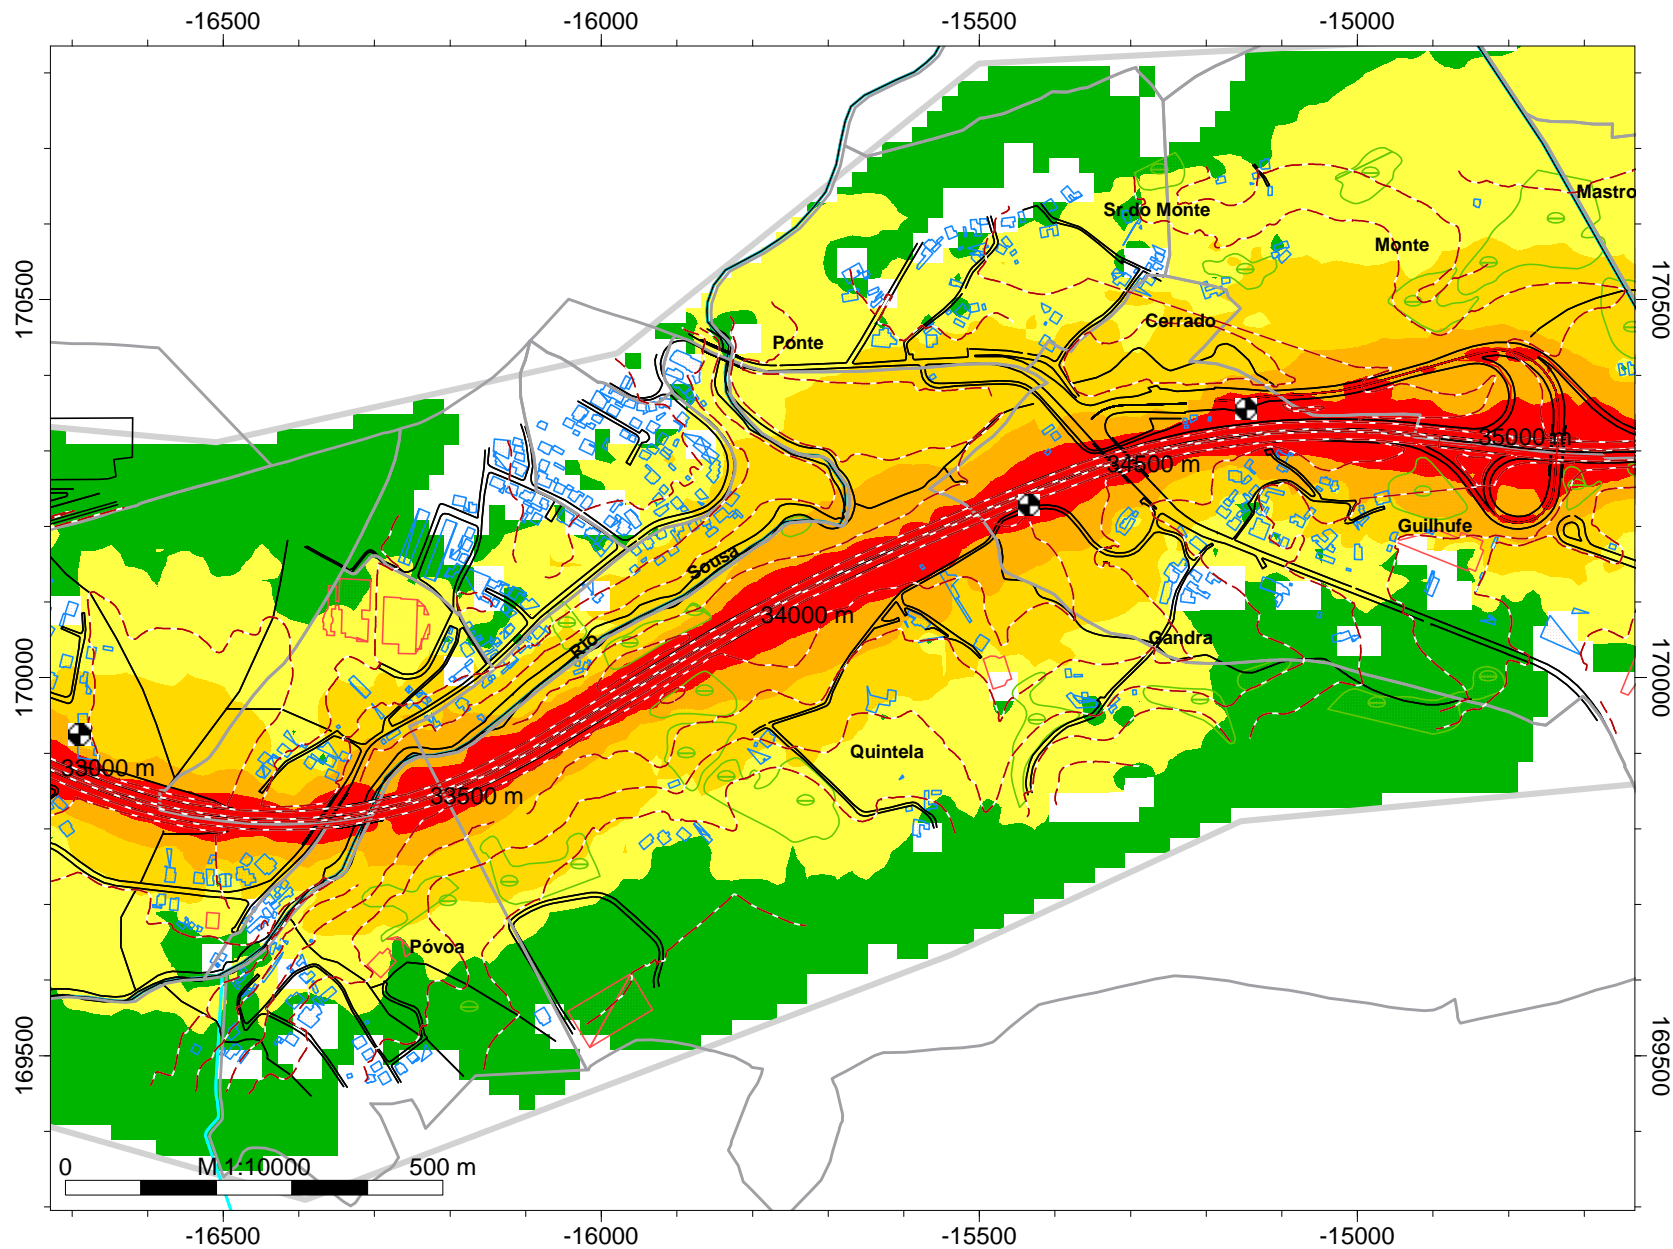 -16500
-16000
-15500
-15000
Mastro
Sr.do Monte
Monte
170500
170500
Cerrado
Ponte
35000 m
34500 m
Guilhufe
Sousa
34000 m
Rio
Gandra
170000
170000
Quintela
33000 m
33500 m
Póvoa
169500
169500
0
M 1:10000
500 m
-16500
-16000
-15500
-15000